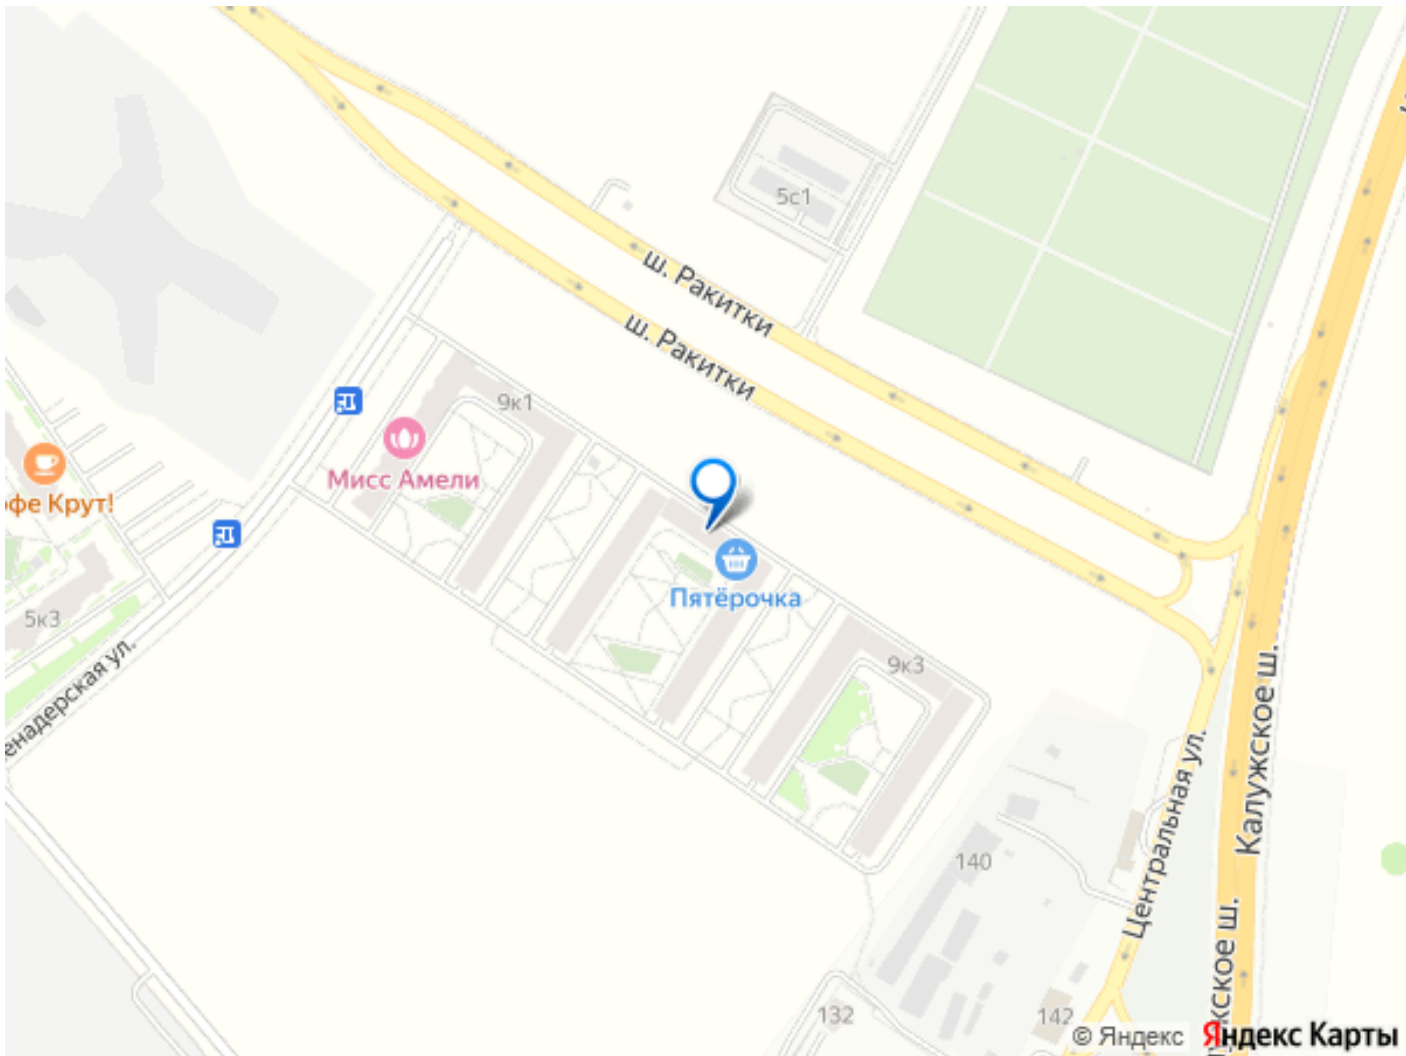 5с1
ш. Ракитки
ш. Ракитки
9к1
Мисс Амели
фе Крут!
Пятёрочка
5к3
9к3
енадерская ул.
Калужское ш.
Центральная ул.
140
жское ш.
132
142
© Яндекс
Яндекс Карты